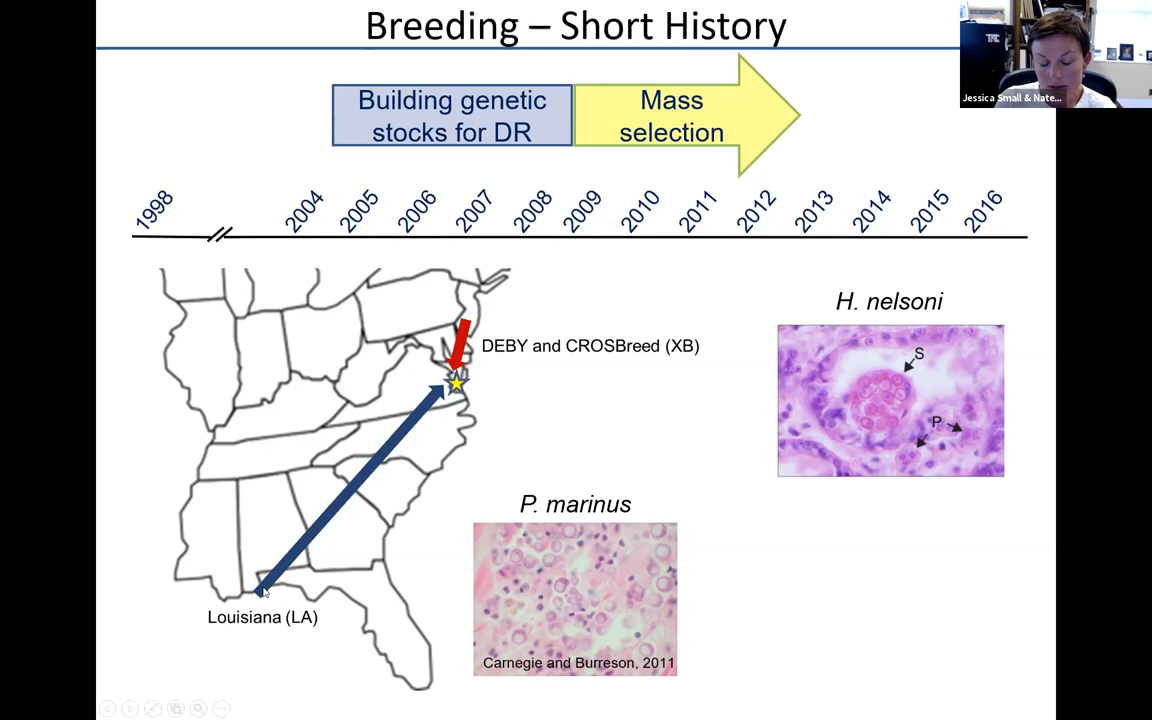 Breeding – Short History
Jessica Small & Nate...
Building genetic
stocks for DR
Mass
selection
1998
2004
2005
2006
2007
2008
2009
2010
2011
2012
2013
2014
2015
2016
H. nelsoni
DEBY and CROSBreed (XB)
S
P
P. marinus
Louisiana (LA)
Carnegie and Burreson, 2011